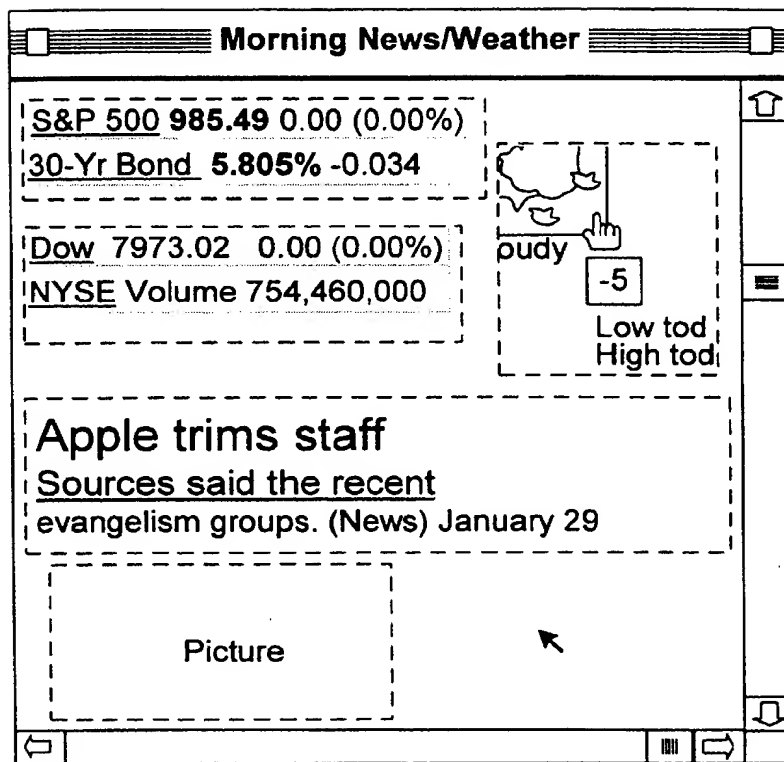 Morning News/Weather
S&P 500 985.49 0.00 (0.00%)
30-Yr Bond 5.805% -0.034
Dow 7973.02 0.00 (0.00%)
NYSE Volume 754,460,000
oudy
-5
Low tod
High tod
Apple trims staff
Sources said the recent
evangelism groups. (News) January 29
Picture